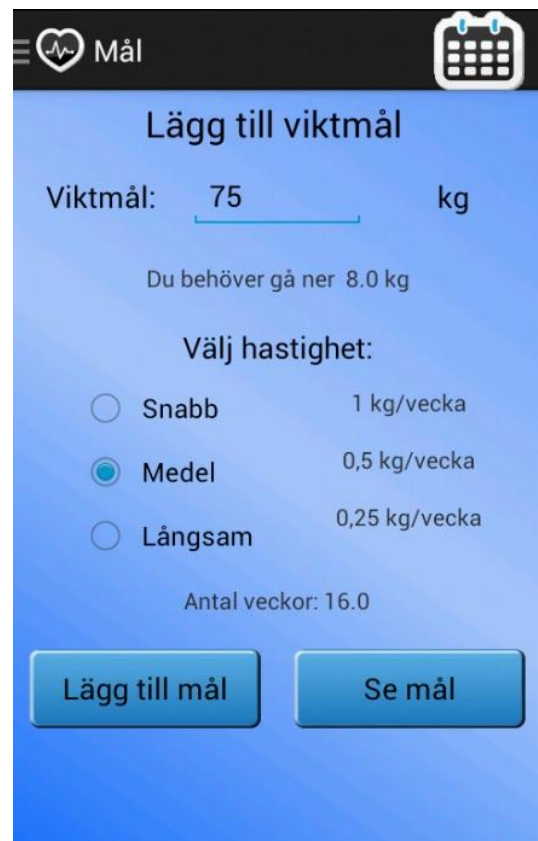 Mål
Lägg till viktmål
Viktmål: 75 kg
Du behöver gå ner 8.0 kg
Välj hastighet:
Snabb 1 kg/vecka
Medel 0,5 kg/vecka
Långsam 0,25 kg/vecka
Antal veckor: 16.0
Lägg till mål Se mål